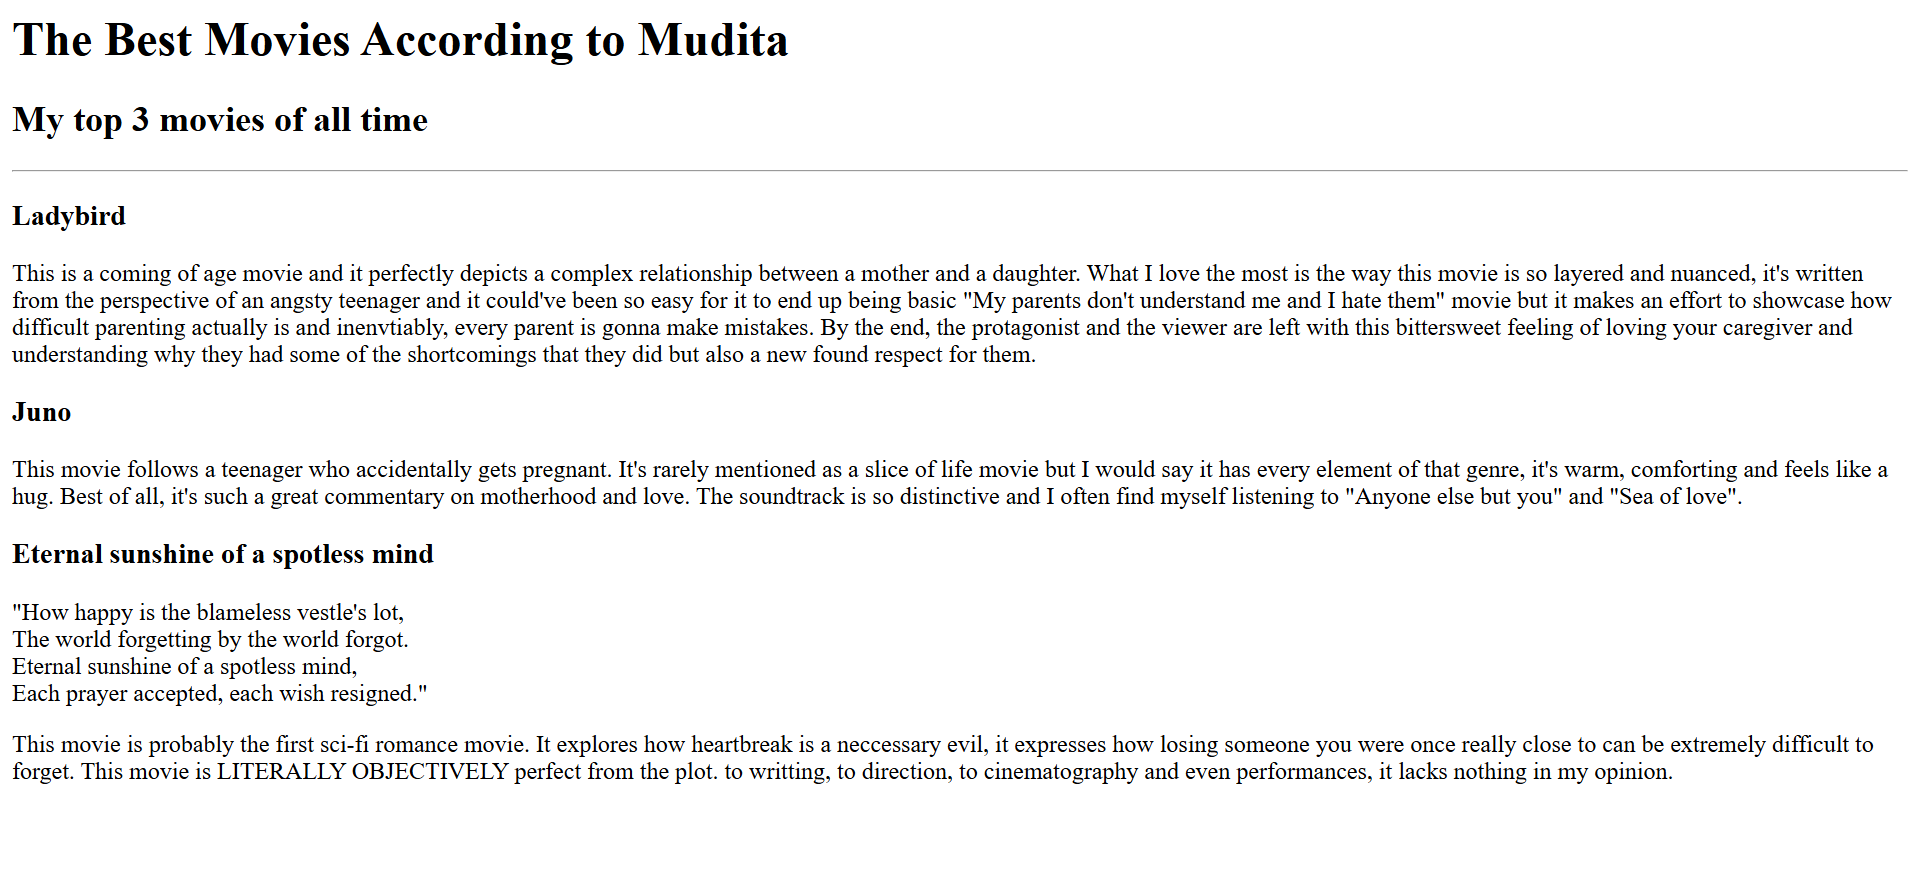 The Best Movies According to Mudita
My top 3 movies of all time
Ladybird
This is a coming of age movie and it perfectly depicts a complex relationship between a mother and a daughter. What I love the most is the way this movie is so layered and nuanced, it's written
from the perspective of an angsty teenager and it could've been so easy for it to end up being basic "My parents don't understand me and I hate them" movie but it makes an effort to showcase how
difficult parenting actually is and inenvtiably, every parent is gonna make mistakes. By the end, the protagonist and the viewer are left with this bittersweet feeling of loving your caregiver and
understanding why they had some of the shortcomings that they did but also a new found respect for them.
Juno
This movie follows a teenager who accidentally gets pregnant. It's rarely mentioned as a slice of life movie but I would say it has every element of that genre, it's warm, comforting and feels like a
hug. Best of all, it's such a great commentary on motherhood and love. The soundtrack is so distinctive and I often find myself listening to "Anyone else but you" and "Sea of love".
Eternal sunshine of a spotless mind
"How happy is the blameless vestle's lot,
The world forgetting by the world forgot.
Eternal sunshine of a spotless mind,
Each prayer accepted, each wish resigned."
This movie is probably the first sci-fi romance movie. It explores how heartbreak is a neccessary evil, it expresses how losing someone you were once really close to can be extremely difficult to
forget. This movie is LITERALLY OBJECTIVELY perfect from the plot. to writting, to direction, to cinematography and even performances, it lacks nothing in my opinion.